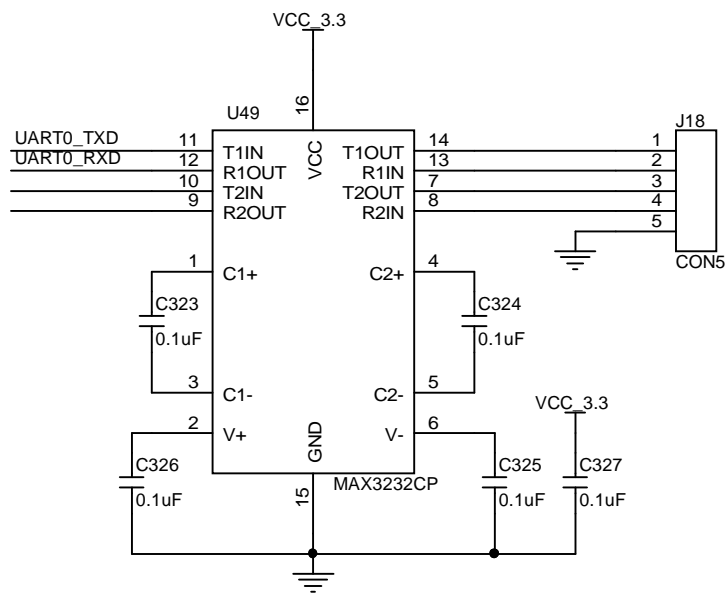 VCC_3.3
U49
16
J18
UART0_TXD 11 T1IN VCC T1OUT 14 1
UART0_RXD 12 R1OUT R1IN 13 2
10 T2IN T2OUT 7 3
9 R2OUT R2IN 8 4
5
CON5
1 C1+ C2+ 4
C323 C324
0.1uF 0.1uF
3 C1- C2- 5
VCC_3.3
2 V+ GND V- 6
C326 C325 C327
MAX3232CP
0.1uF 15 0.1uF 0.1uF